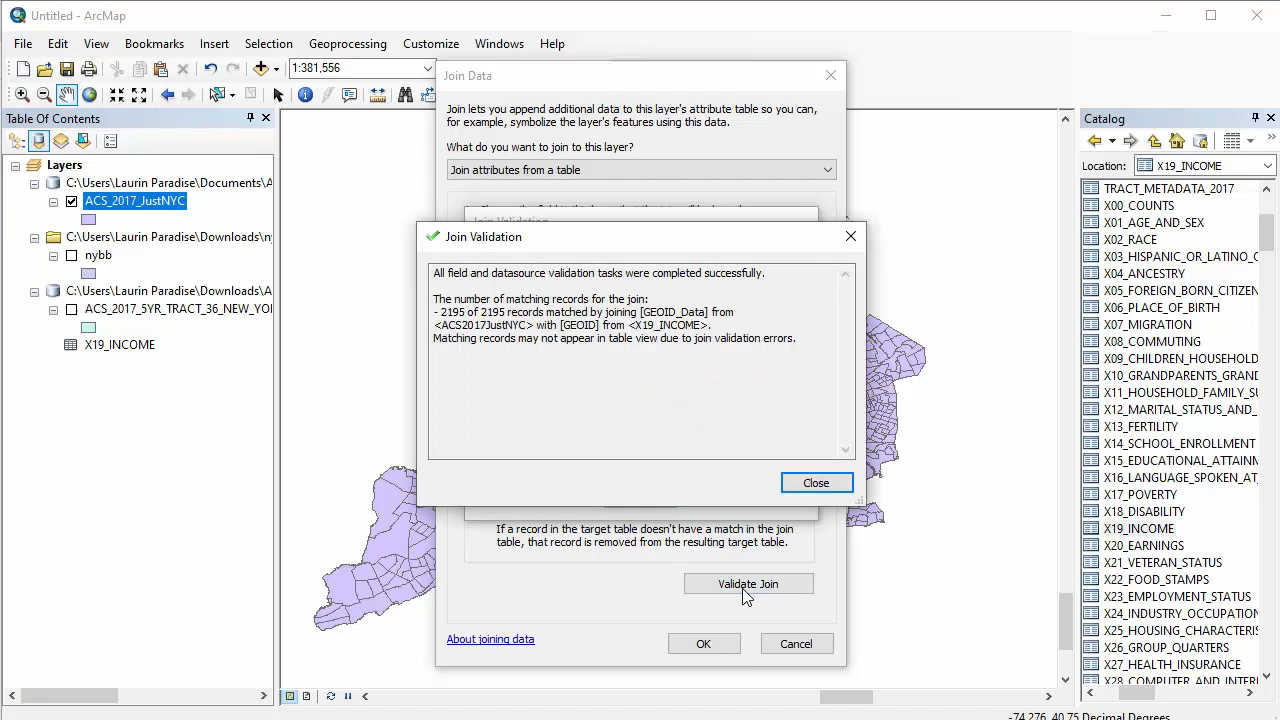 Untitled - ArcMap
File Edit View Bookmarks Insert Selection Geoprocessing Customize Windows Help
1:381,556
Table Of Contents
Layers
C:\Users\Laurin Paradise\Documents\A
ACS_2017_JustNYC
C:\Users\Laurin Paradise\Downloads\ny
nybb
C:\Users\Laurin Paradise\Downloads\A
ACS_2017_5YR_TRACT_36_NEW_YO
X19_INCOME
Join Data
Join lets you append additional data to this layer's attribute table so you can,
for example, symbolize the layer's features using this data.
What do you want to join to this layer?
Join attributes from a table
Join Validation
Join Validation
All field and datasource validation tasks were completed successfully.
The number of matching records for the join:
- 2195 of 2195 records matched by joining [GEOID_Data] from
<ACS2017JustNYC> with [GEOID] from <X19_INCOME>.
Matching records may not appear in table view due to join validation errors.
Close
If a record in the target table doesn't have a match in the join
table, that record is removed from the resulting target table.
Validate Join
About joining data
OK
Cancel
Catalog
Location: X19_INCOME
TRACT_METADATA_2017
X00_COUNTS
X01_AGE_AND_SEX
X02_RACE
X03_HISPANIC_OR_LATINO_O
X04_ANCESTRY
X05_FOREIGN_BORN_CITIZEN
X06_PLACE_OF_BIRTH
X07_MIGRATION
X08_COMMUTING
X09_CHILDREN_HOUSEHOLD
X10_GRANDPARENTS_GRAND
X11_HOUSEHOLD_FAMILY_SU
X12_MARITAL_STATUS_AND_
X13_FERTILITY
X14_SCHOOL_ENROLLMENT
X15_EDUCATIONAL_ATTAINM
X16_LANGUAGE_SPOKEN_AT_
X17_POVERTY
X18_DISABILITY
X19_INCOME
X20_EARNINGS
X21_VETERAN_STATUS
X22_FOOD_STAMPS
X23_EMPLOYMENT_STATUS
X24_INDUSTRY_OCCUPATION
X25_HOUSING_CHARACTERIS
X26_GROUP_QUARTERS
X27_HEALTH_INSURANCE
X28_COMPUTER_AND_INTER
-74.276 40.75 Decimal Degrees